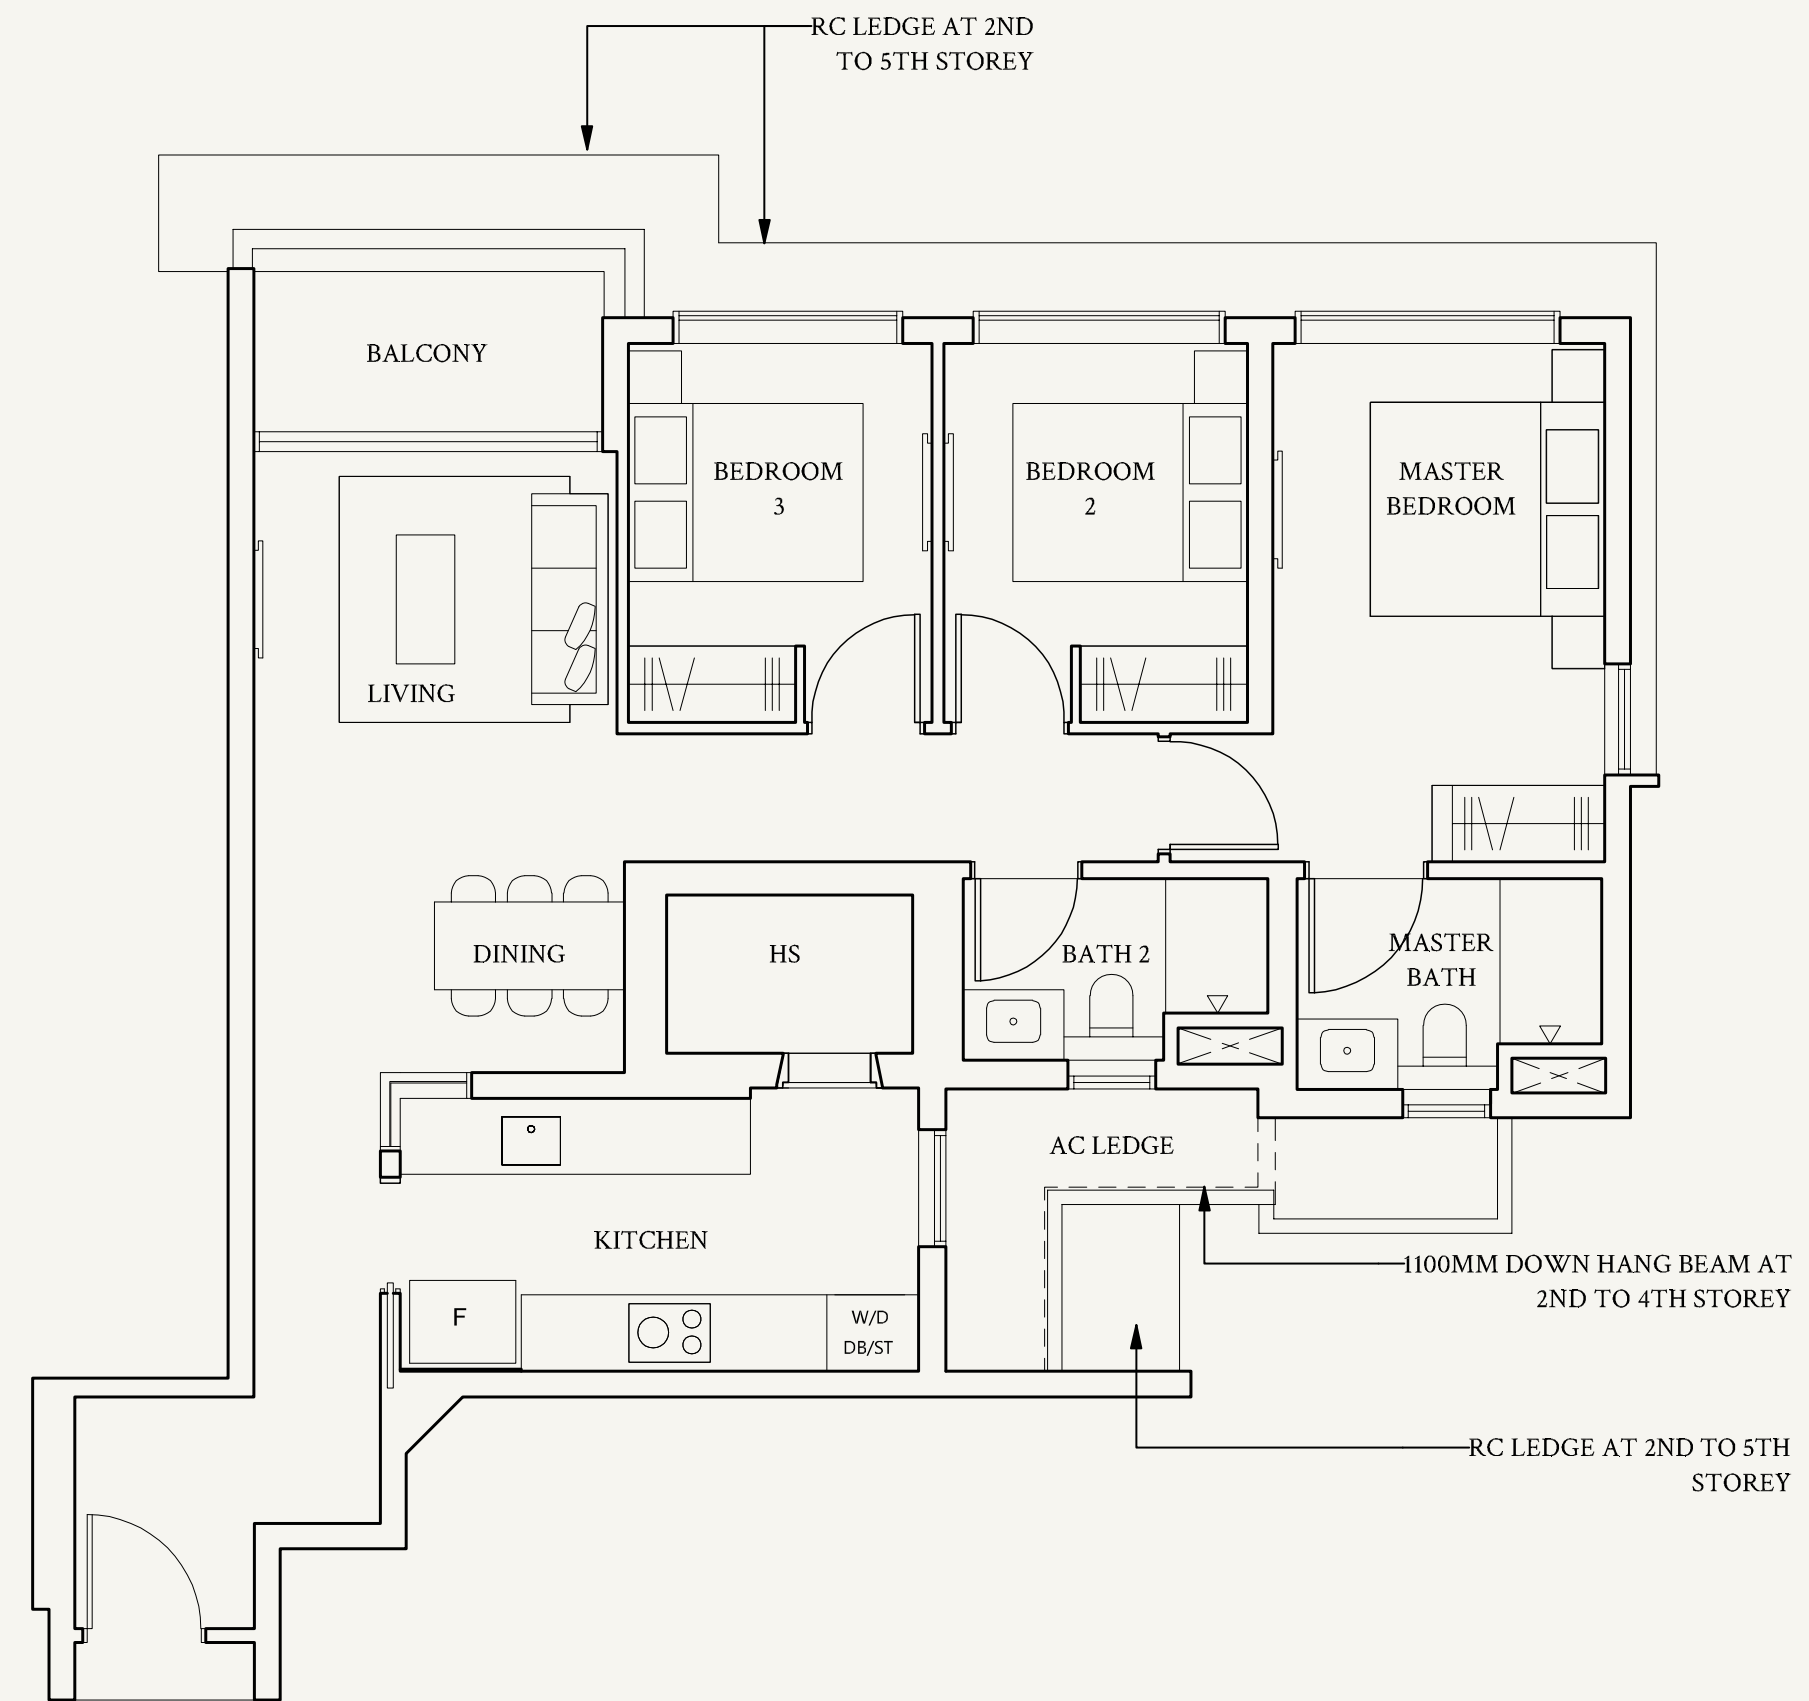 RC LEDGE AT 2ND
TO 5TH STOREY
BALCONY
BEDROOM
3
BEDROOM
2
MASTER
BEDROOM
LIVING
DINING
HS
BATH 2
MASTER
BATH
AC LEDGE
KITCHEN
1100MM DOWN HANG BEAM AT
2ND TO 4TH STOREY
F
W/D
DB/ST
RC LEDGE AT 2ND TO 5TH
STOREY